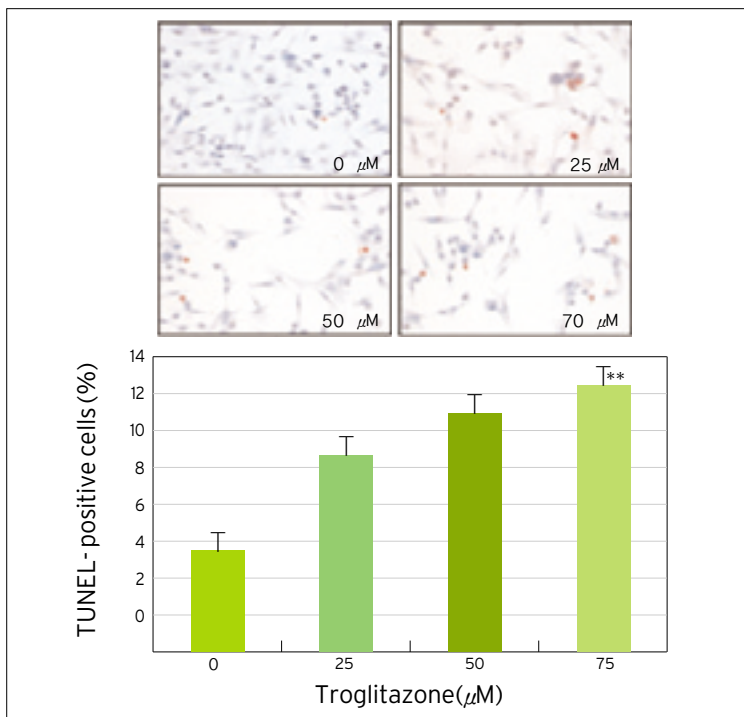 0 μM
25 μM
50 μM
70 μM
TUNEL- positive cells (%)
14
12
10
8
6
4
2
0
**
0
25
50
75
Troglitazone(μM)